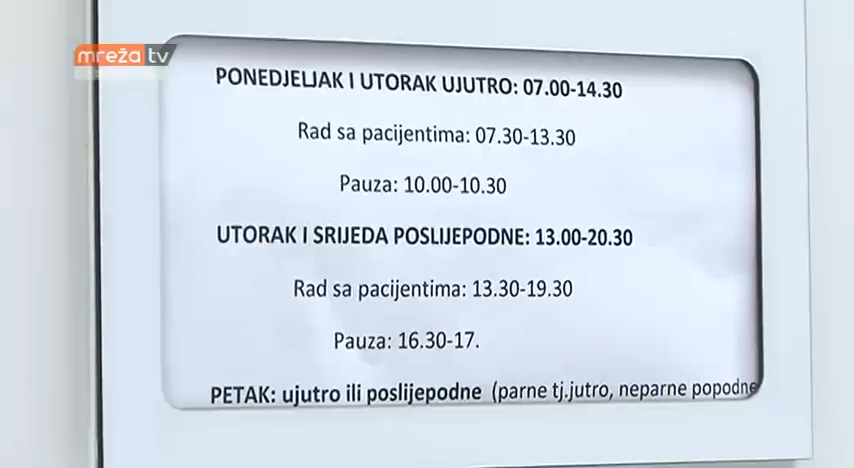 mreža tv
PONEDJELJAK I UTORAK UJUTRO: 07.00-14.30
Rad sa pacijentima: 07.30-13.30
Pauza: 10.00-10.30
UTORAK I SRIJEDA POSLIJEPODNE: 13.00-20.30
Rad sa pacijentima: 13.30-19.30
Pauza: 16.30-17.
PETAK: ujutro ili poslijepodne (parne tj.jutro, neparne popodne